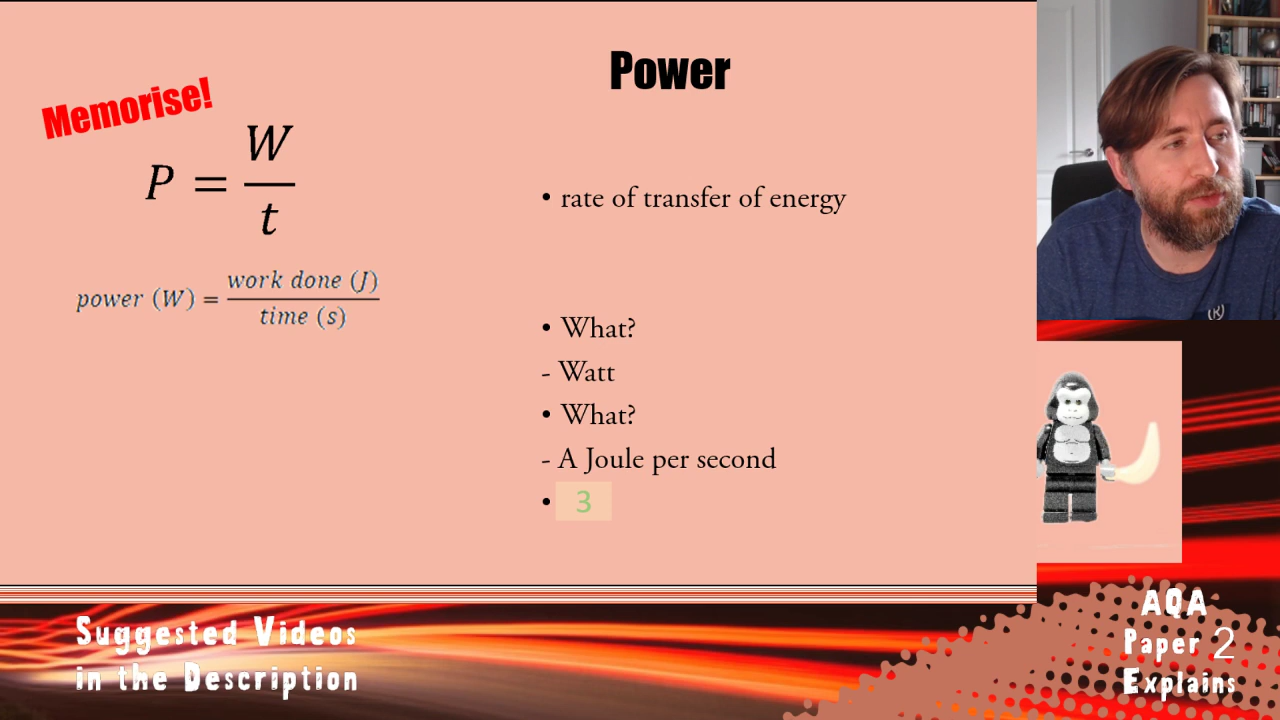 Power
Memorise!
P = W/t
power (W) = work done (J)/time (s)
• rate of transfer of energy
• What?
- Watt
• What?
- A Joule per second
• 3
Suggested Videos
in the Description
AQA
Paper 2
Explains